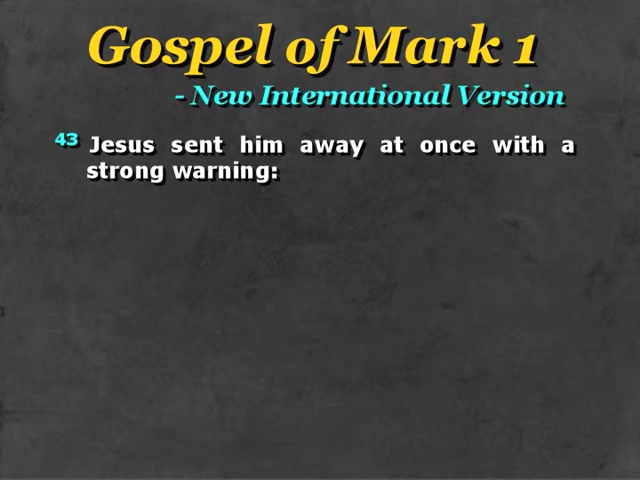 Gospel of Mark 1
- New International Version
43 Jesus sent him away at once with a
strong warning: